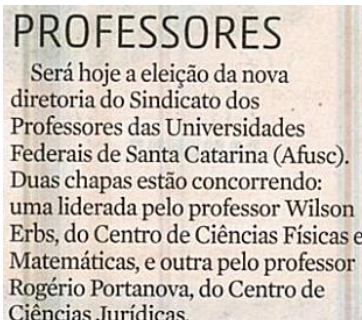 PROFESSORES
Será hoje a eleição da nova
diretoria do Sindicato dos
Professores das Universidades
Federais de Santa Catarina (Afusc).
Duas chapas estão concorrendo:
uma liderada pelo professor Wilson
Erbs, do Centro de Ciências Físicas e
Matemáticas, e outra pelo professor
Rogério Portanova, do Centro de
Ciências Jurídicas.